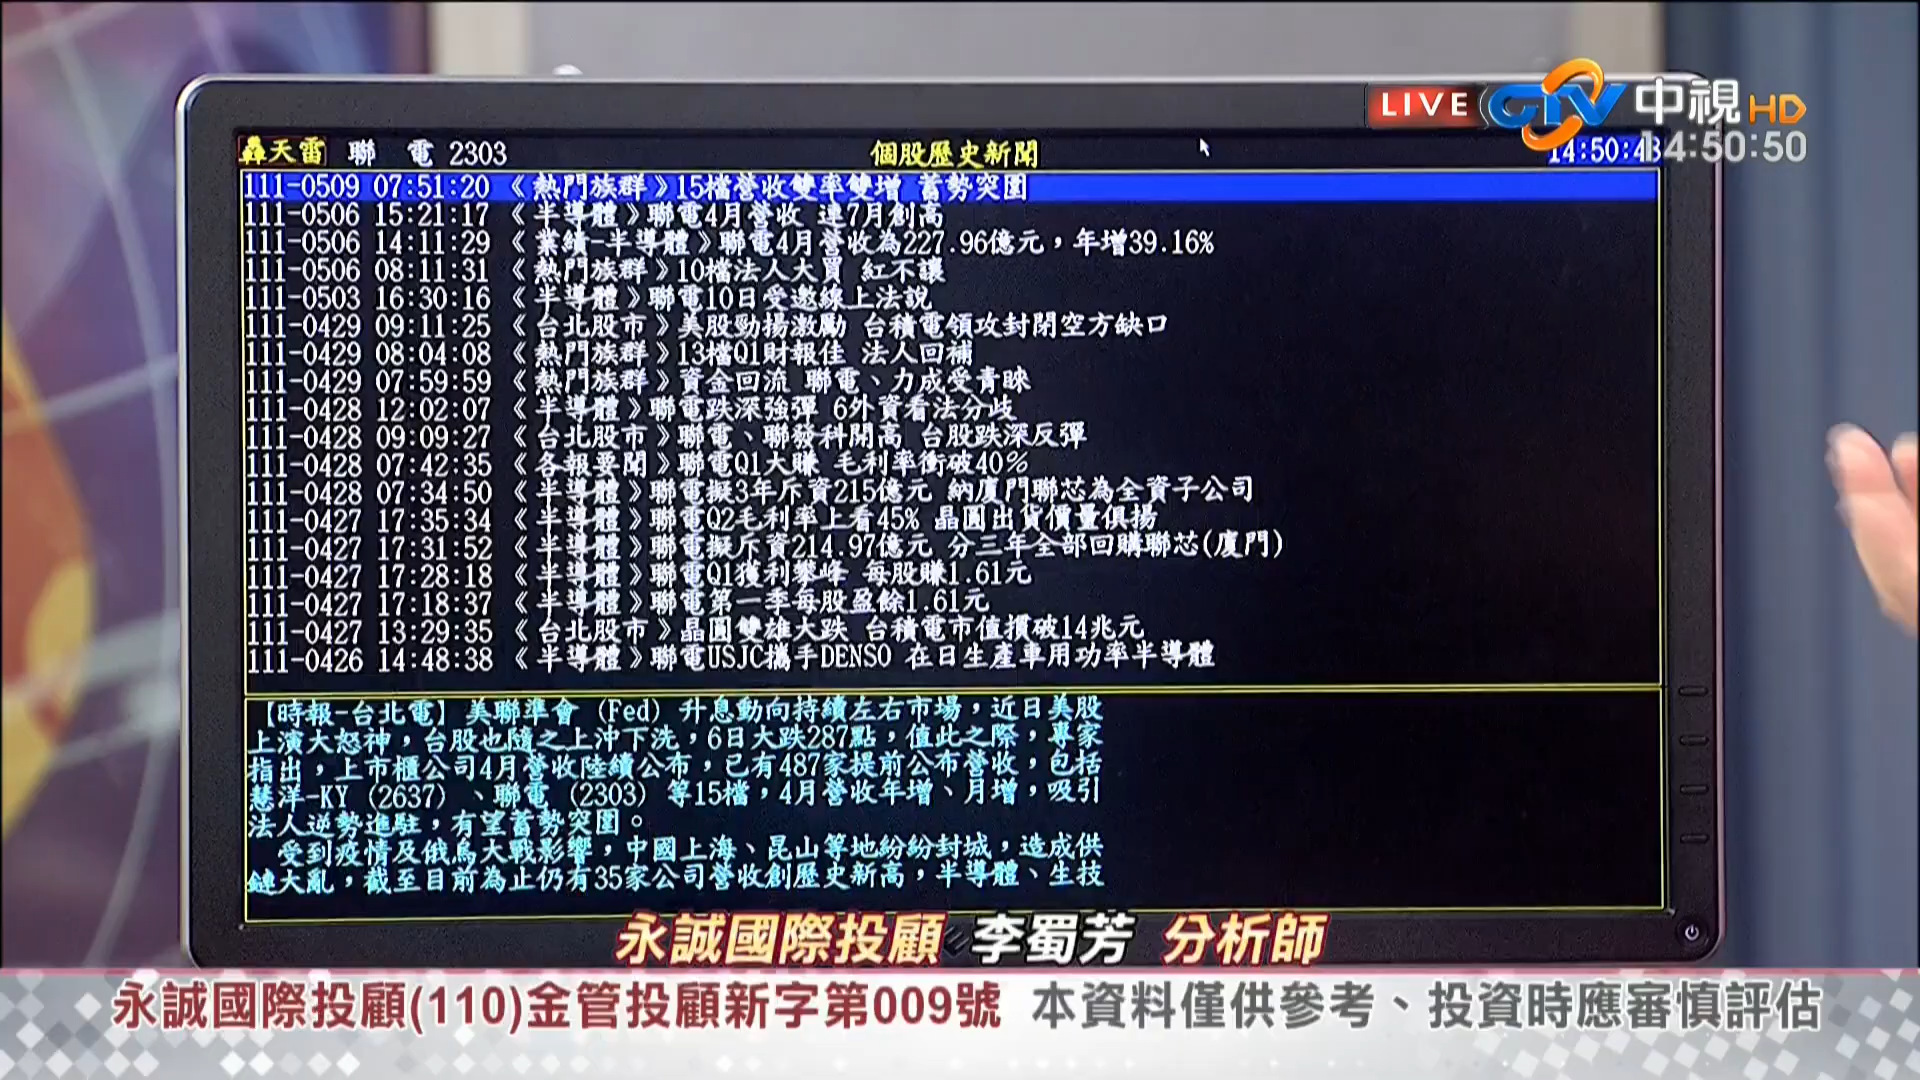 LIVE CTV 中視HD
14:50:50
轟天雷 聯 電 2303 個股歷史新聞 14:50:43
111-0509 07:51:20 《熱門族群》15檔營收雙率雙增 蓄勢突圍
111-0506 15:21:17 《半導體》聯電4月營收 連7月創高
111-0506 14:11:29 《業績-半導體》聯電4月營收為227.96億元，年增39.16%
111-0506 08:11:31 《熱門族群》10檔法人大買 紅不讓
111-0503 16:30:16 《半導體》聯電10日受邀線上法說
111-0429 09:11:25 《台北股市》美股勁揚激勵 台積電領攻封閉空方缺口
111-0429 08:04:08 《熱門族群》13檔Q1財報佳 法人回補
111-0429 07:59:59 《熱門族群》資金回流 聯電、力成受青睞
111-0428 12:02:07 《半導體》聯電跌深強彈 6外資看法分歧
111-0428 09:09:27 《台北股市》聯電、聯發科開高 台股跌深反彈
111-0428 07:42:35 《各報要聞》聯電Q1大賺 毛利率衝破40％
111-0428 07:34:50 《半導體》聯電擬3年斥資215億元 納廈門聯芯為全資子公司
111-0427 17:35:34 《半導體》聯電Q2毛利率上看45% 晶圓出貨價量俱揚
111-0427 17:31:52 《半導體》聯電擬斥資214.97億元 分三年全部回購聯芯(廈門)
111-0427 17:28:18 《半導體》聯電Q1獲利攀峰 每股賺1.61元
111-0427 17:18:37 《半導體》聯電第一季每股盈餘1.61元
111-0427 13:29:35 《台北股市》晶圓雙雄大跌 台積電市值摜破14兆元
111-0426 14:48:38 《半導體》聯電USJC攜手DENSO 在日生產車用功率半導體
【時報-台北電】美聯準會 (Fed) 升息動向持續左右市場，近日美股
上演大怒神，台股也隨之上沖下洗，6日大跌287點，值此之際，專家
指出，上市櫃公司4月營收陸續公布，已有487家提前公布營收，包括
慧洋-KY (2637) 、聯電 (2303) 等15檔，4月營收年增、月增，吸引
法人逆勢進駐，有望蓄勢突圍。
受到疫情及俄烏大戰影響，中國上海、昆山等地紛紛封城，造成供
鏈大亂，截至目前為止仍有35家公司營收創歷史新高，半導體、生技
永誠國際投顧 李蜀芳 分析師
永誠國際投顧(110)金管投顧新字第009號 本資料僅供參考、投資時應審慎評估